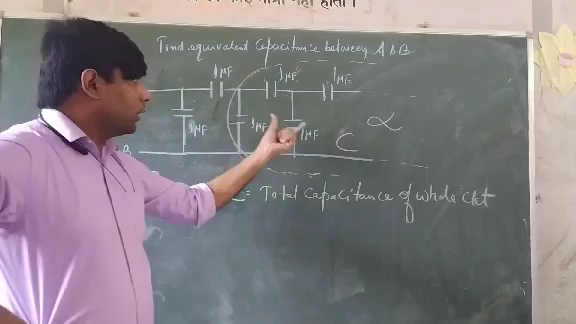 Find equivalent capacitance between A & B
1μF 1μF 1μF
1μF 1μF 1μF C α
B
C = Total capacitance of whole ckt